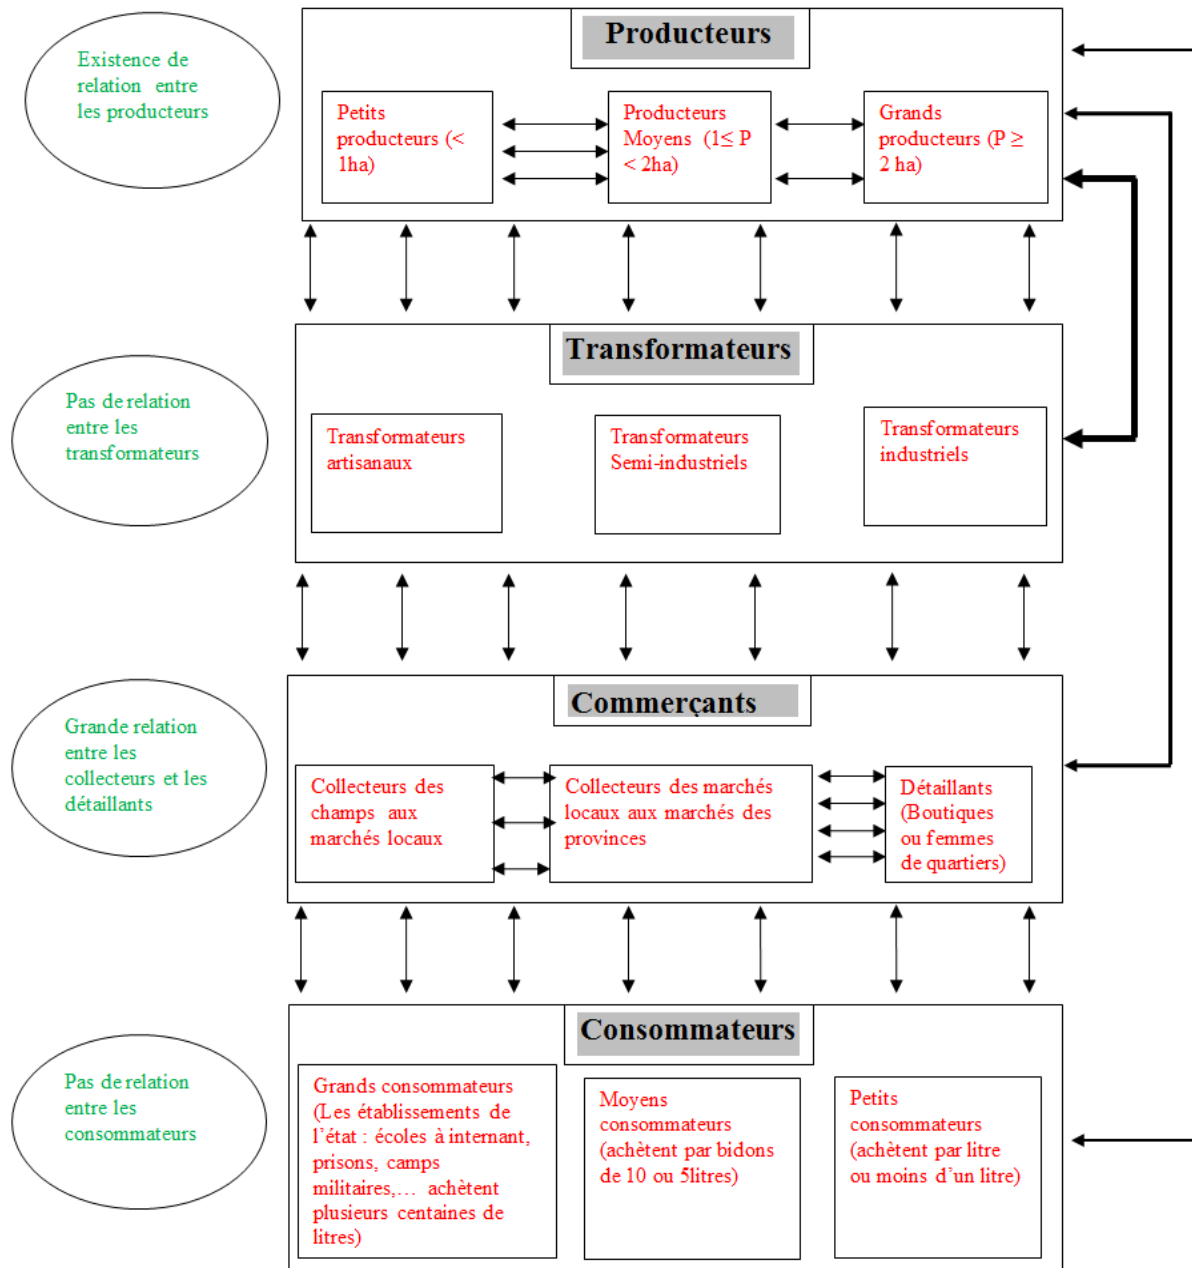 Producteurs
Existence de
relation entre
les producteurs
Petits
producteurs (<
1ha)
Producteurs
Moyens (1≤ P
< 2ha)
Grands
producteurs (P ≥
2 ha)
Transformateurs
Pas de relation
entre les
transformateurs
Transformateurs
artisanaux
Transformateurs
Semi-industriels
Transformateurs
industriels
Commerçants
Grande relation
entre les
collecteurs et les
détaillants
Collecteurs des
champs aux
marchés locaux
Collecteurs des marchés
locaux aux marchés des
provinces
Détaillants
(Boutiques
ou femmes
de quartiers)
Consommateurs
Pas de relation
entre les
consommateurs
Grands consommateurs
(Les établissements de
l’état : écoles à internant,
prisons, camps
militaires,… achètent
plusieurs centaines de
litres)
Moyens
consommateurs
(achètent par bidons
de 10 ou 5litres)
Petits
consommateurs
(achètent par litre
ou moins d’un litre)